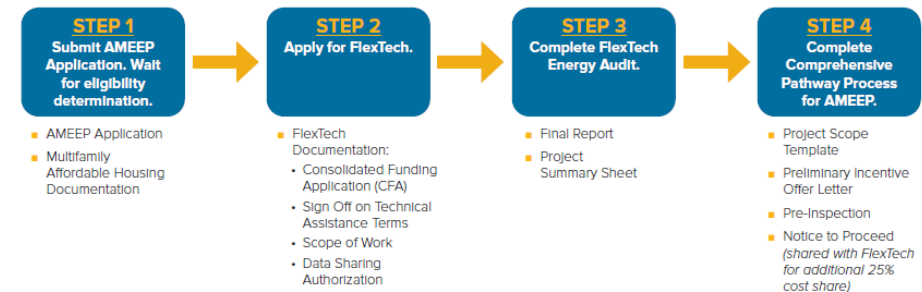 STEP 1
Submit AMEEP
Application. Wait
for eligibility
determination.
AMEEP Application
Multifamily
Affordable Housing
Documentation
STEP 2
Apply for FlexTech.
FlexTech
Documentation:
• Consolidated Funding
Application (CFA)
• Sign Off on Technical
Assistance Terms
• Scope of Work
• Data Sharing
Authorization
STEP 3
Complete FlexTech
Energy Audit.
Final Report
Project
Summary Sheet
STEP 4
Complete
Comprehensive
Pathway Process
for AMEEP.
Project Scope
Template
Preliminary Incentive
Offer Letter
Pre-Inspection
Notice to Proceed
(shared with FlexTech
for additional 25%
cost share)